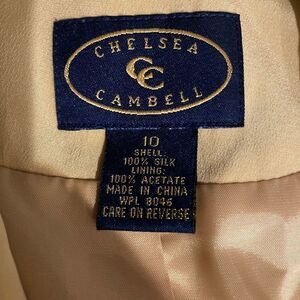 CHELSEA
CC
CAMBELL
10
SHELL:
100% SILK
LINING:
100% ACETATE
MADE IN CHINA
WPL 8046
CARE ON REVERSE